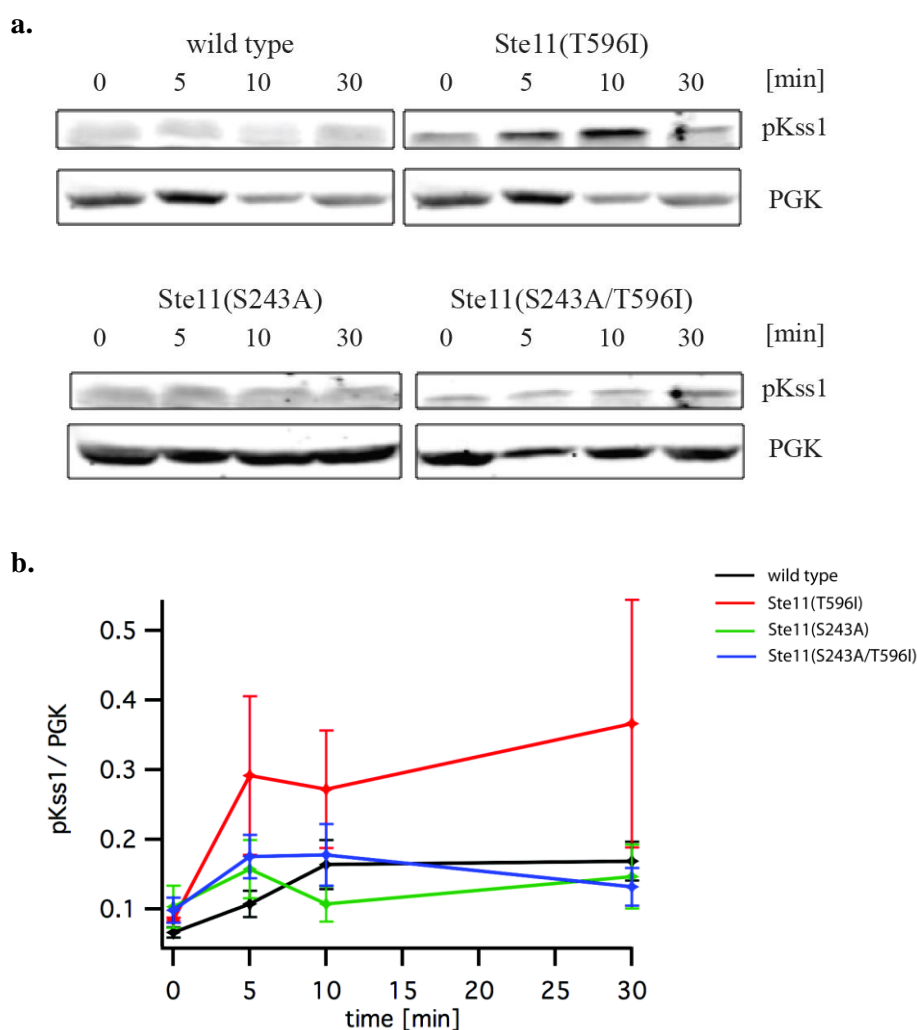 a.
wild type Ste11(T596I)
0 5 10 30 0 5 10 30 [min]
pKss1
PGK
Ste11(S243A) Ste11(S243A/T596I)
0 5 10 30 0 5 10 30 [min]
pKss1
PGK
b.
wild type
Ste11(T596I)
Ste11(S243A)
Ste11(S243A/T596I)
pKss1/ PGK
0.5
0.4
0.3
0.2
0.1
0 5 10 15 20 25 30
time [min]